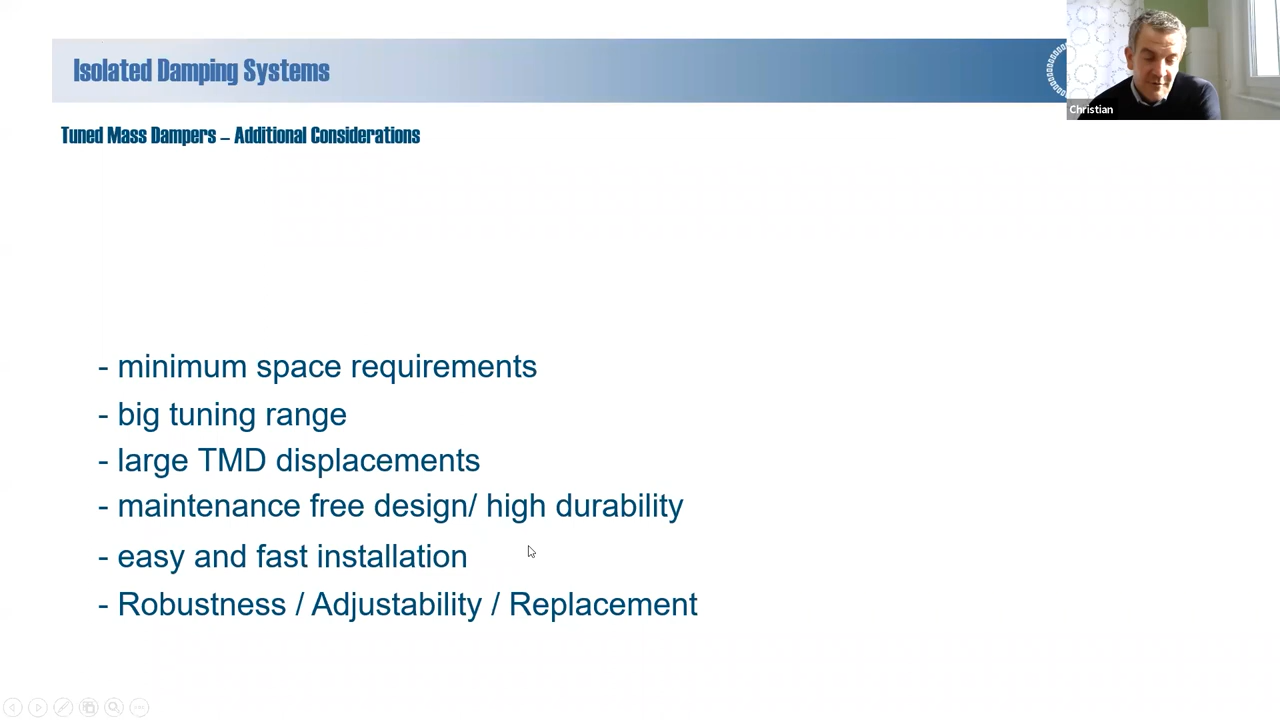 Isolated Damping Systems
Christian
Tuned Mass Dampers – Additional Considerations
- minimum space requirements
- big tuning range
- large TMD displacements
- maintenance free design/ high durability
- easy and fast installation
- Robustness / Adjustability / Replacement